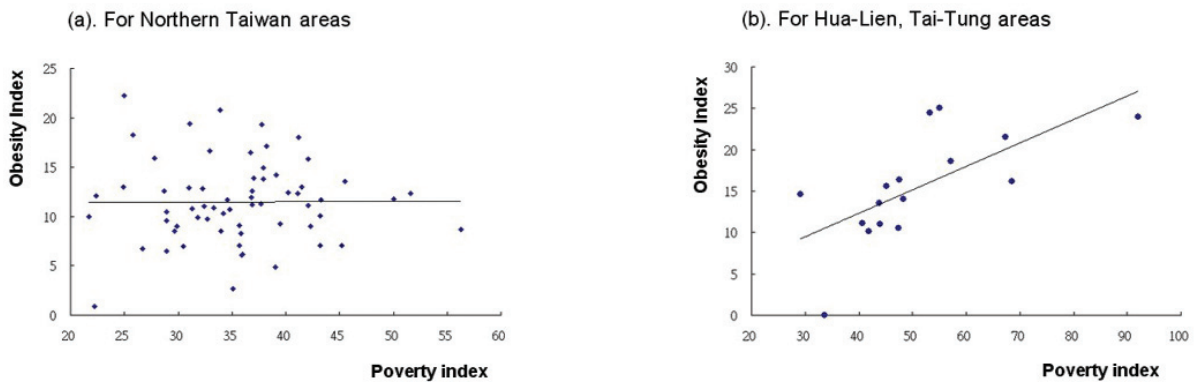 (a). For Northern Taiwan areas
Obesity Index
25
20
15
10
5
0
20 25 30 35 40 45 50 55 60
Poverty index
(b). For Hua-Lien, Tai-Tung areas
Obesity Index
30
25
20
15
10
5
0
20 30 40 50 60 70 80 90 100
Poverty index